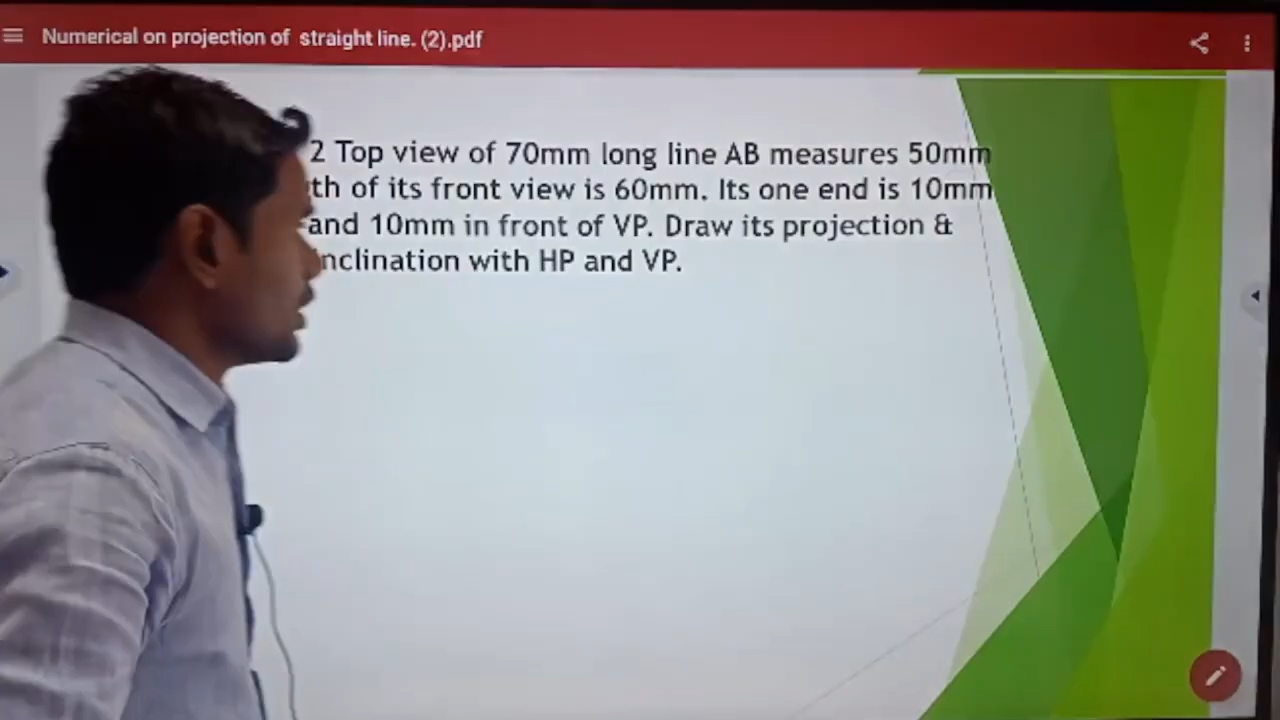 Numerical on projection of straight line. (2).pdf
2 Top view of 70mm long line AB measures 50mm
th of its front view is 60mm. Its one end is 10mm
and 10mm in front of VP. Draw its projection &
nclination with HP and VP.